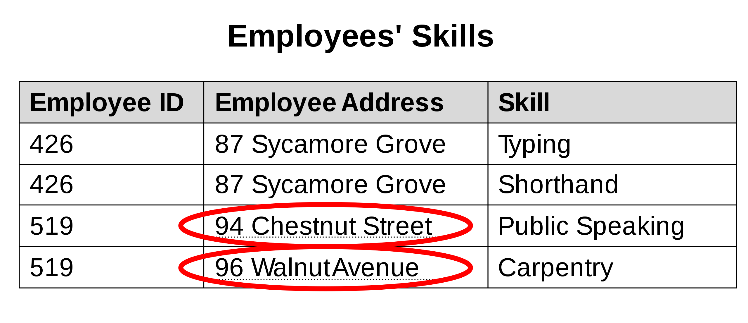 Employees' Skills
Employee ID Employee Address Skill
426 87 Sycamore Grove Typing
426 87 Sycamore Grove Shorthand
519 94 Chestnut Street Public Speaking
519 96 Walnut Avenue Carpentry